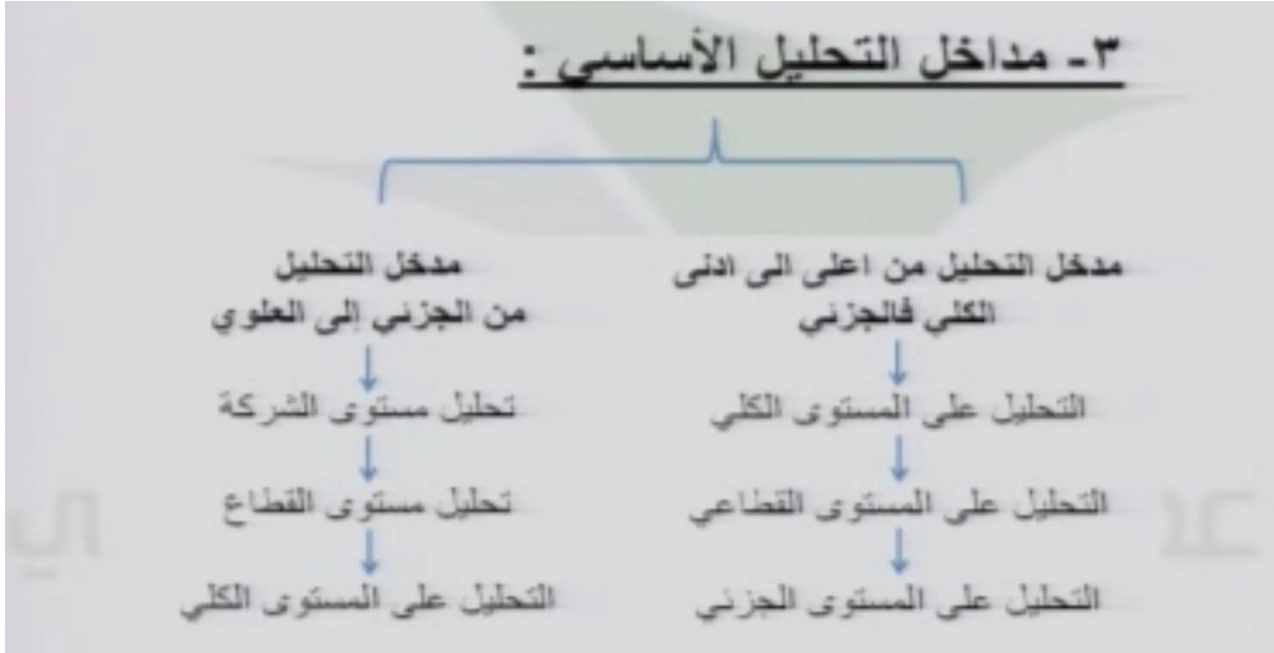 ٣- مداخل التحليل الأساسي :
مدخل التحليل من اعلى الى ادنى
الكلي فالجزئي
التحليل على المستوى الكلي
التحليل على المستوى القطاعي
التحليل على المستوى الجزئي
مدخل التحليل
من الجزئي إلى العلوي
تحليل مستوى الشركة
تحليل مستوى القطاع
التحليل على المستوى الكلي